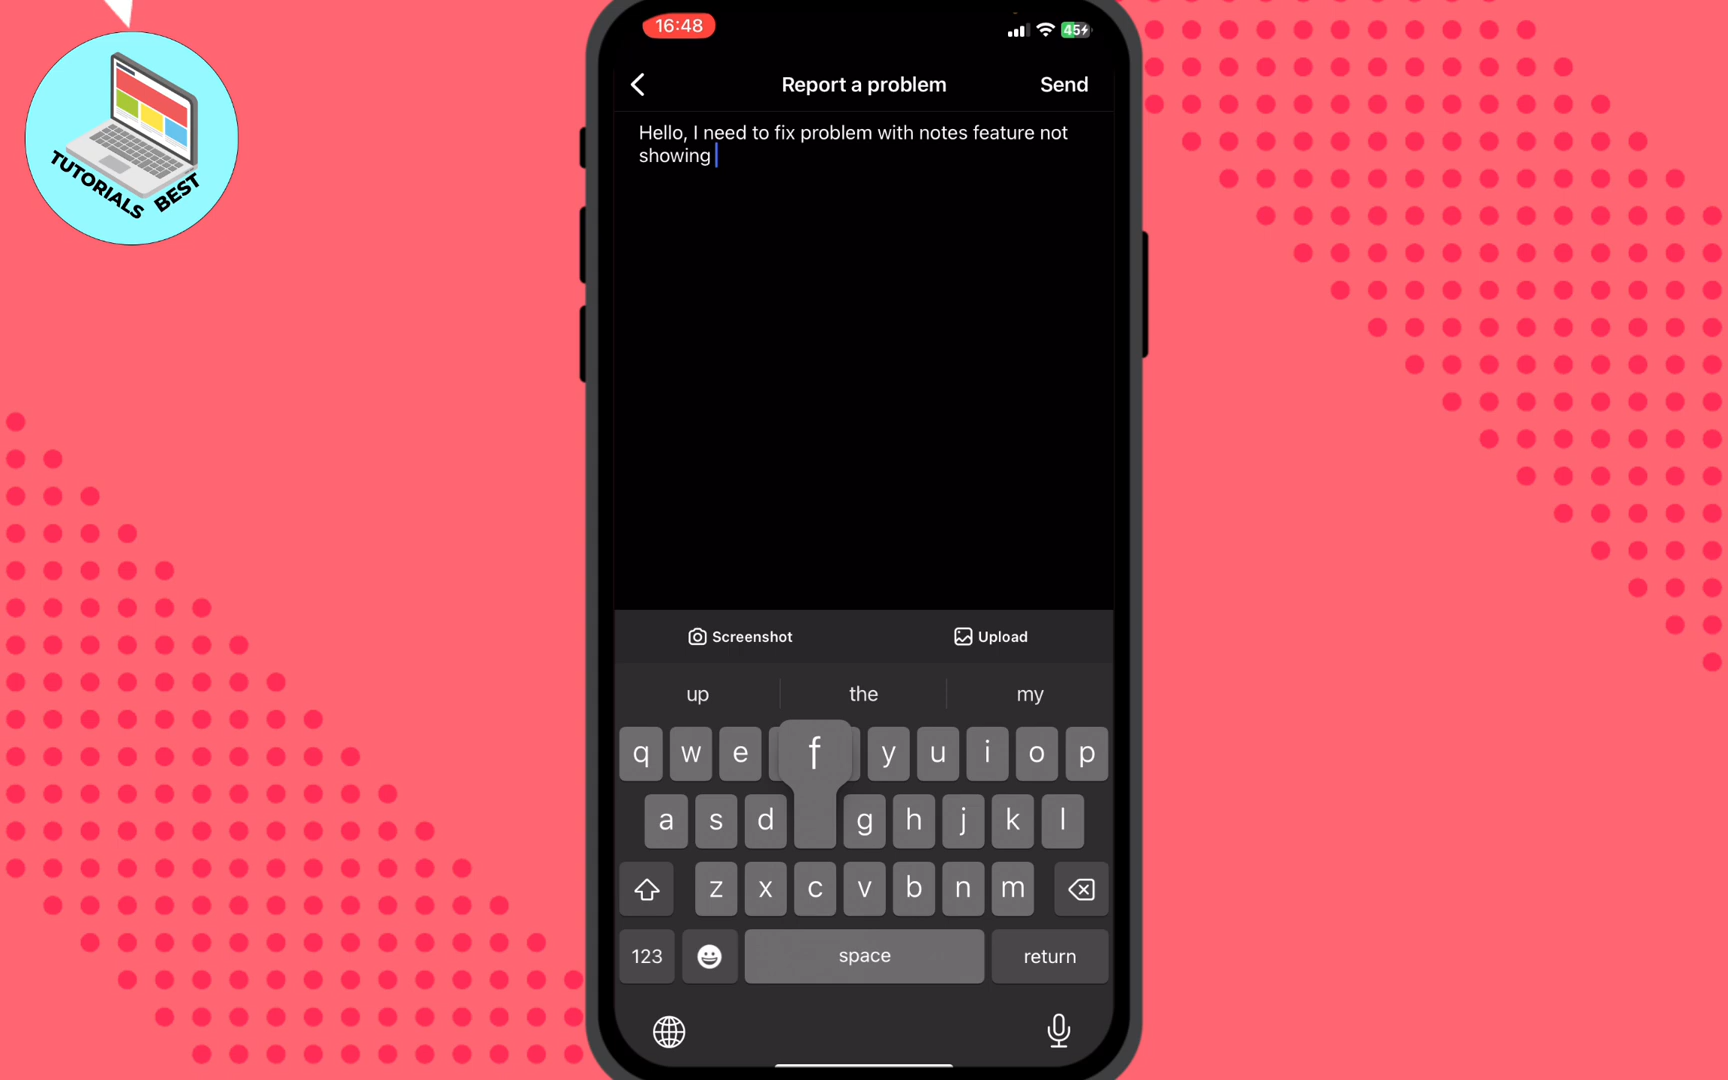 16:48
45
Report a problem
Send
Hello, I need to fix problem with notes feature not
showing
TUTORIALS BEST
Screenshot
Upload
up
the
my
q w e f y u i o p
a s d g h j k l
z x c v b n m
123
space
return